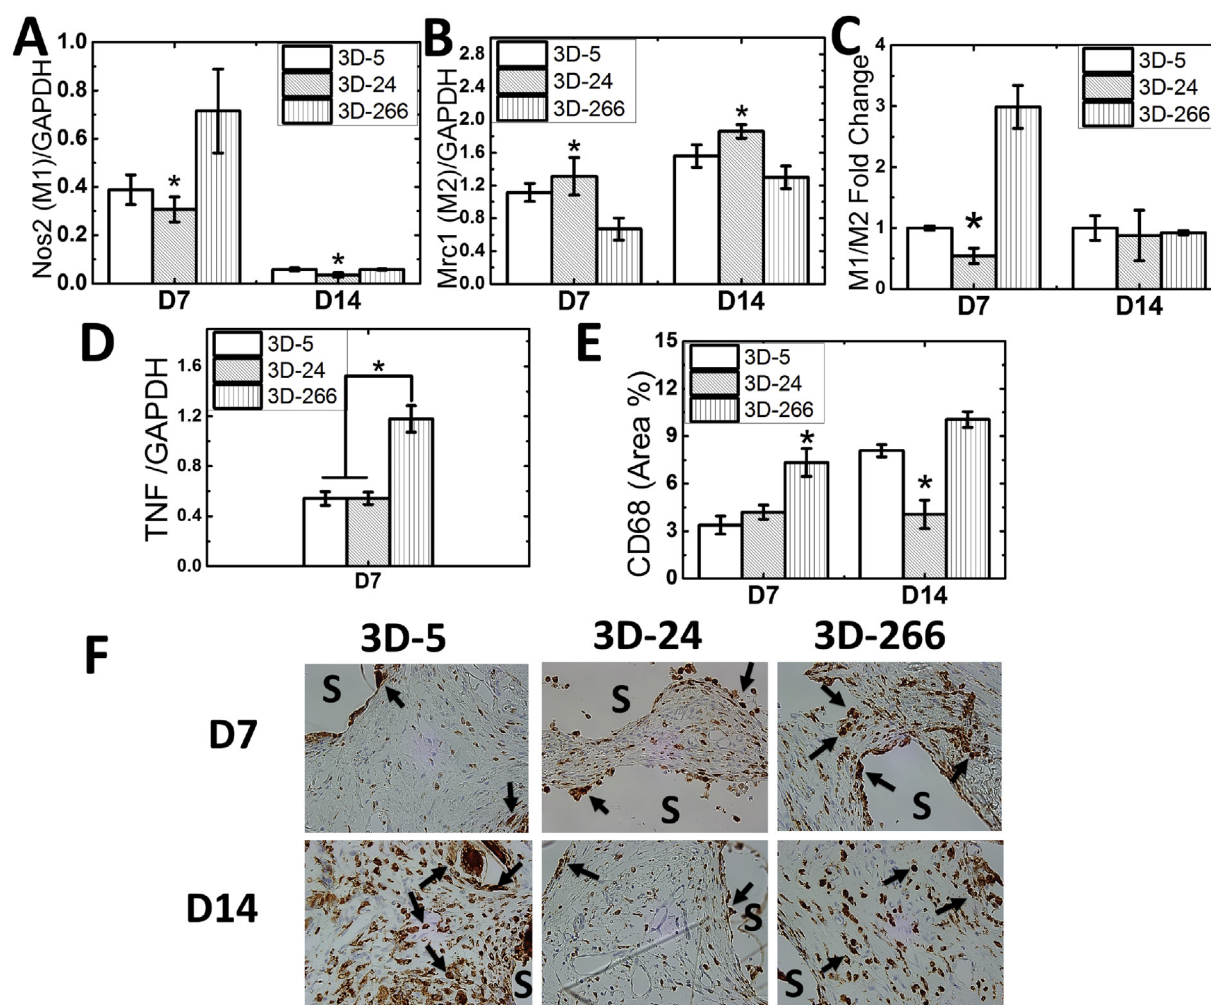 A
Nos2 (M1)/GAPDH
1.0
0.8
0.6
0.4
0.2
0.0
3D-5
3D-24
3D-266
*
*
D7
D14
B
Mrc1 (M2)/GAPDH
2.8
2.4
2.0
1.6
1.2
0.8
0.4
0.0
3D-5
3D-24
3D-266
*
*
D7
D14
C
M1/M2 Fold Change
4
3
2
1
0
3D-5
3D-24
3D-266
*
D7
D14
D
TNF /GAPDH
1.6
1.2
0.8
0.4
0.0
3D-5
3D-24
3D-266
*
D7
E
CD68 (Area %)
15
12
9
6
3
0
3D-5
3D-24
3D-266
*
*
D7
D14
F
3D-5 3D-24 3D-266
D7
S
S
S
S
D14
S
S
S